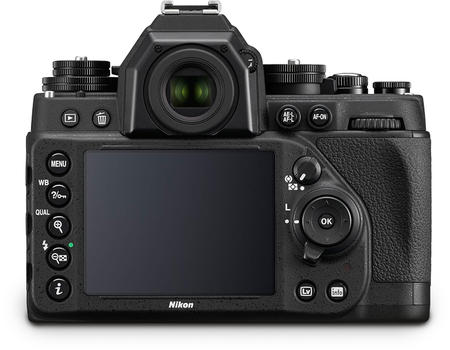 AE-L
AF-L
AF-ON
MENU
WB
?/
QUAL
L
OK
i
Nikon
Lv
info